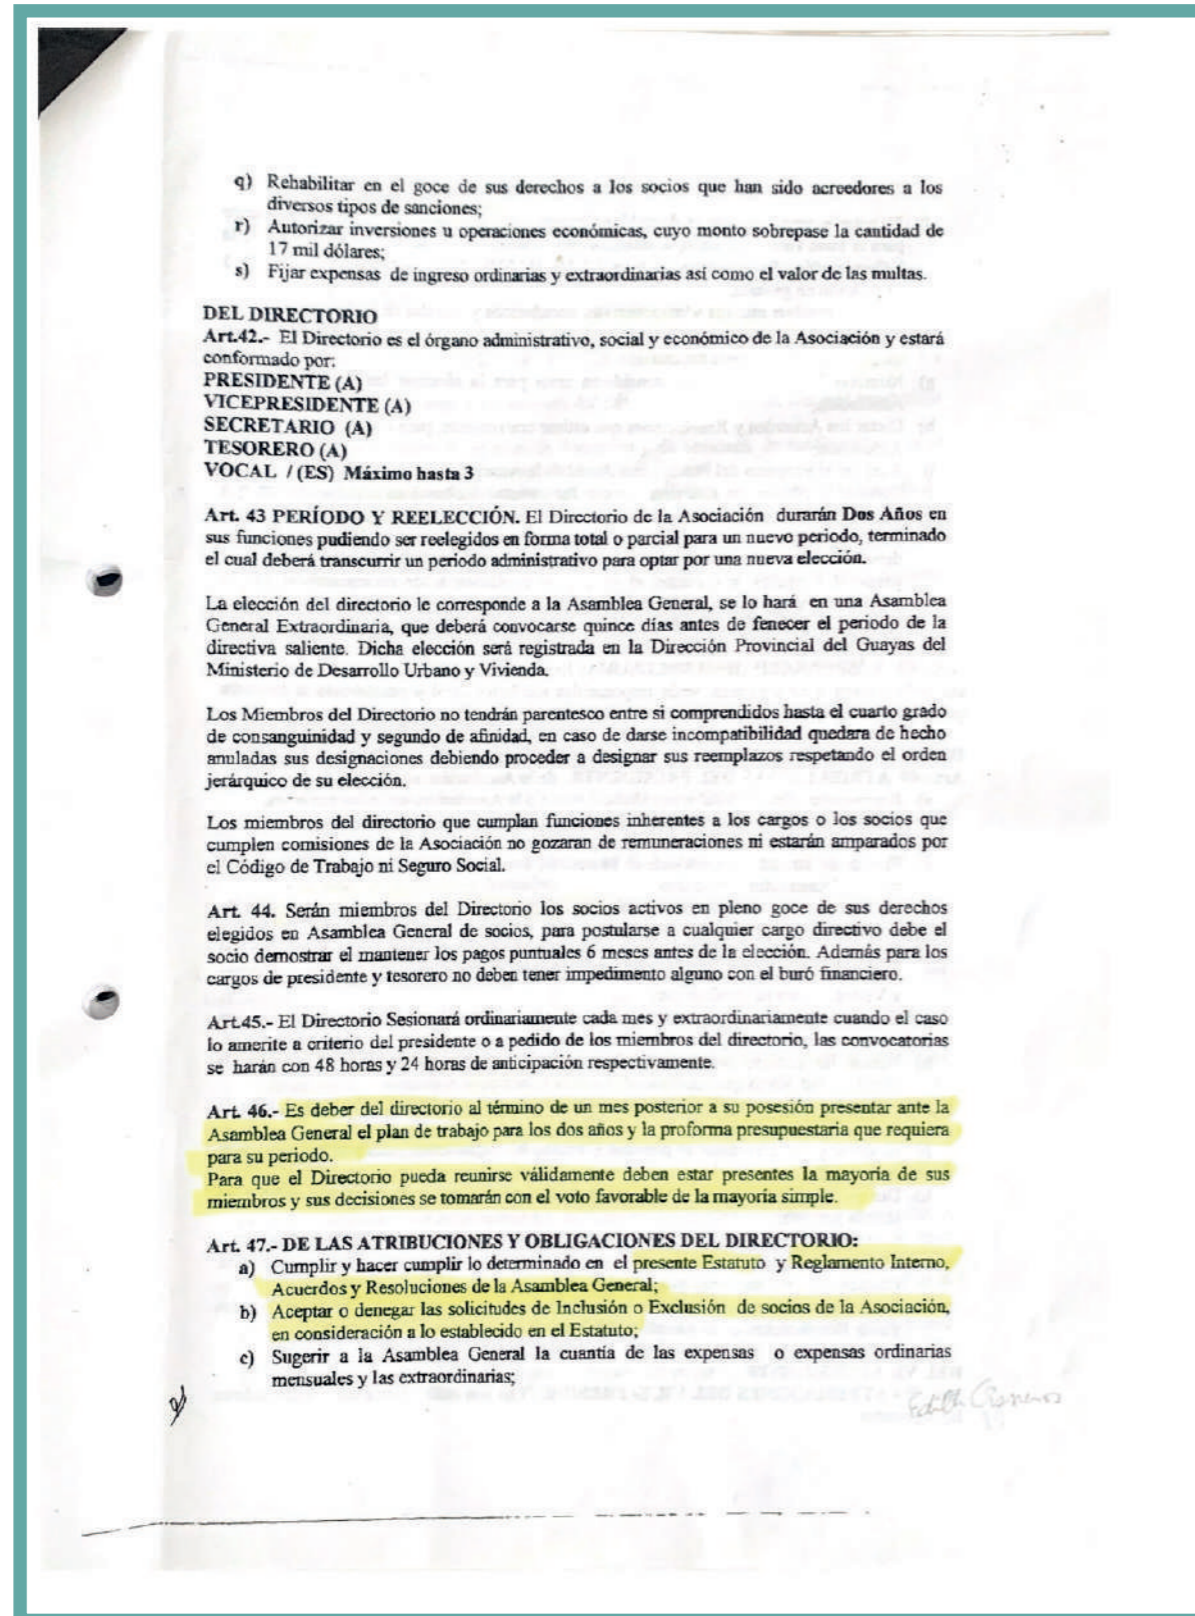 q) Rehabilitar en el goce de sus derechos a los socios que han sido acreedores a los
diversos tipos de sanciones;
r) Autorizar inversiones u operaciones económicas, cuyo monto sobrepase la cantidad de
17 mil dólares;
s) Fijar expensas de ingreso ordinarias y extraordinarias así como el valor de las multas.
DEL DIRECTORIO
Art.42.- El Directorio es el órgano administrativo, social y económico de la Asociación y estará
conformado por:
PRESIDENTE (A)
VICEPRESIDENTE (A)
SECRETARIO (A)
TESORERO (A)
VOCAL / (ES) Máximo hasta 3
Art. 43 PERÍODO Y REELECCIÓN. El Directorio de la Asociación durarán Dos Años en
sus funciones pudiendo ser reelegidos en forma total o parcial para un nuevo periodo, terminado
el cual deberá transcurrir un periodo administrativo para optar por una nueva elección.
La elección del directorio le corresponde a la Asamblea General, se lo hará en una Asamblea
General Extraordinaria, que deberá convocarse quince días antes de fenecer el periodo de la
directiva saliente. Dicha elección será registrada en la Dirección Provincial del Guayas del
Ministerio de Desarrollo Urbano y Vivienda.
Los Miembros del Directorio no tendrán parentesco entre si comprendidos hasta el cuarto grado
de consanguinidad y segundo de afinidad, en caso de darse incompatibilidad quedara de hecho
anuladas sus designaciones debiendo proceder a designar sus reemplazos respetando el orden
jerárquico de su elección.
Los miembros del directorio que cumplan funciones inherentes a los cargos o los socios que
cumplen comisiones de la Asociación no gozaran de remuneraciones ni estarán amparados por
el Código de Trabajo ni Seguro Social.
Art. 44. Serán miembros del Directorio los socios activos en pleno goce de sus derechos
elegidos en Asamblea General de socios, para postularse a cualquier cargo directivo debe el
socio demostrar el mantener los pagos puntuales 6 meses antes de la elección. Además para los
cargos de presidente y tesorero no deben tener impedimento alguno con el buró financiero.
Art.45.- El Directorio Sesionará ordinariamente cada mes y extraordinariamente cuando el caso
lo amerite a criterio del presidente o a pedido de los miembros del directorio, las convocatorias
se harán con 48 horas y 24 horas de anticipación respectivamente.
Art. 46.- Es deber del directorio al término de un mes posterior a su posesión presentar ante la
Asamblea General el plan de trabajo para los dos años y la proforma presupuestaria que requiera
para su periodo.
Para que el Directorio pueda reunirse válidamente deben estar presentes la mayoría de sus
miembros y sus decisiones se tomarán con el voto favorable de la mayoría simple.
Art. 47.- DE LAS ATRIBUCIONES Y OBLIGACIONES DEL DIRECTORIO:
a) Cumplir y hacer cumplir lo determinado en el presente Estatuto y Reglamento Interno,
Acuerdos y Resoluciones de la Asamblea General;
b) Aceptar o denegar las solicitudes de Inclusión o Exclusión de socios de la Asociación,
en consideración a lo establecido en el Estatuto;
c) Sugerir a la Asamblea General la cuantía de las expensas o expensas ordinarias
mensuales y las extraordinarias;
Edith Cisneros